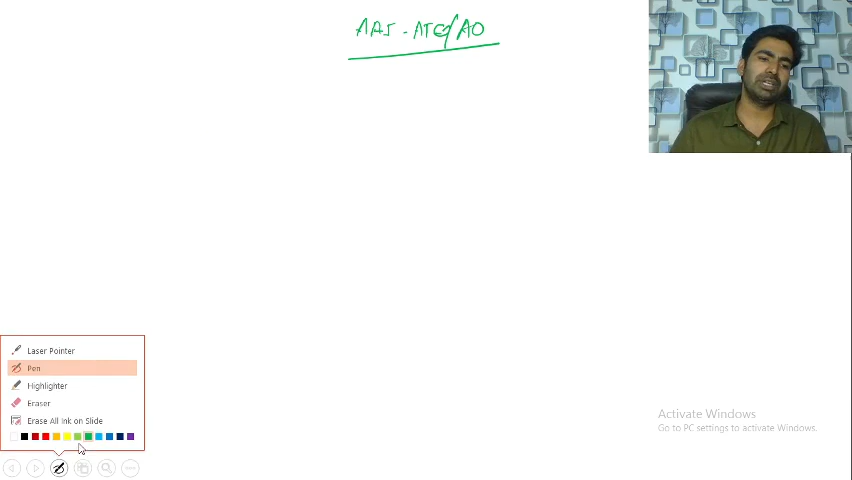 AAI - ATC/AO
Laser Pointer
Pen
Highlighter
Eraser
Erase All Ink on Slide
Activate Windows
Go to PC settings to activate Windows.